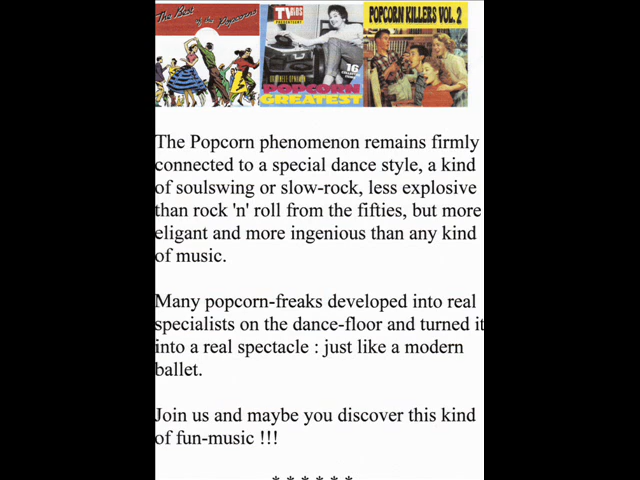 The Best of the Popcorns
TV
PRESENTEERT
16
POPCORN
GREATEST
POPCORN KILLERS VOL. 2
The Popcorn phenomenon remains firmly
connected to a special dance style, a kind
of soulswing or slow-rock, less explosive
than rock 'n' roll from the fifties, but more
eligant and more ingenious than any kind
of music.
Many popcorn-freaks developed into real
specialists on the dance-floor and turned it
into a real spectacle : just like a modern
ballet.
Join us and maybe you discover this kind
of fun-music !!!
* * * * * *